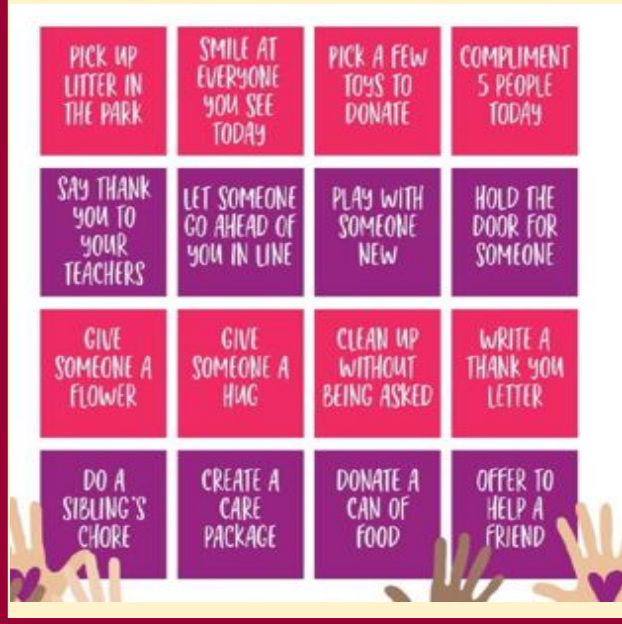 PICK UP
LITTER IN
THE PARK
SMILE AT
EVERYONE
YOU SEE
TODAY
PICK A FEW
TOYS TO
DONATE
COMPLIMENT
5 PEOPLE
TODAY
SAY THANK
YOU TO
YOUR
TEACHERS
LET SOMEONE
GO AHEAD OF
YOU IN LINE
PLAY WITH
SOMEONE
NEW
HOLD THE
DOOR FOR
SOMEONE
GIVE
SOMEONE A
FLOWER
GIVE
SOMEONE A
HUG
CLEAN UP
WITHOUT
BEING ASKED
WRITE A
THANK YOU
LETTER
DO A
SIBLING'S
CHORE
CREATE A
CARE
PACKAGE
DONATE A
CAN OF
FOOD
OFFER TO
HELP A
FRIEND